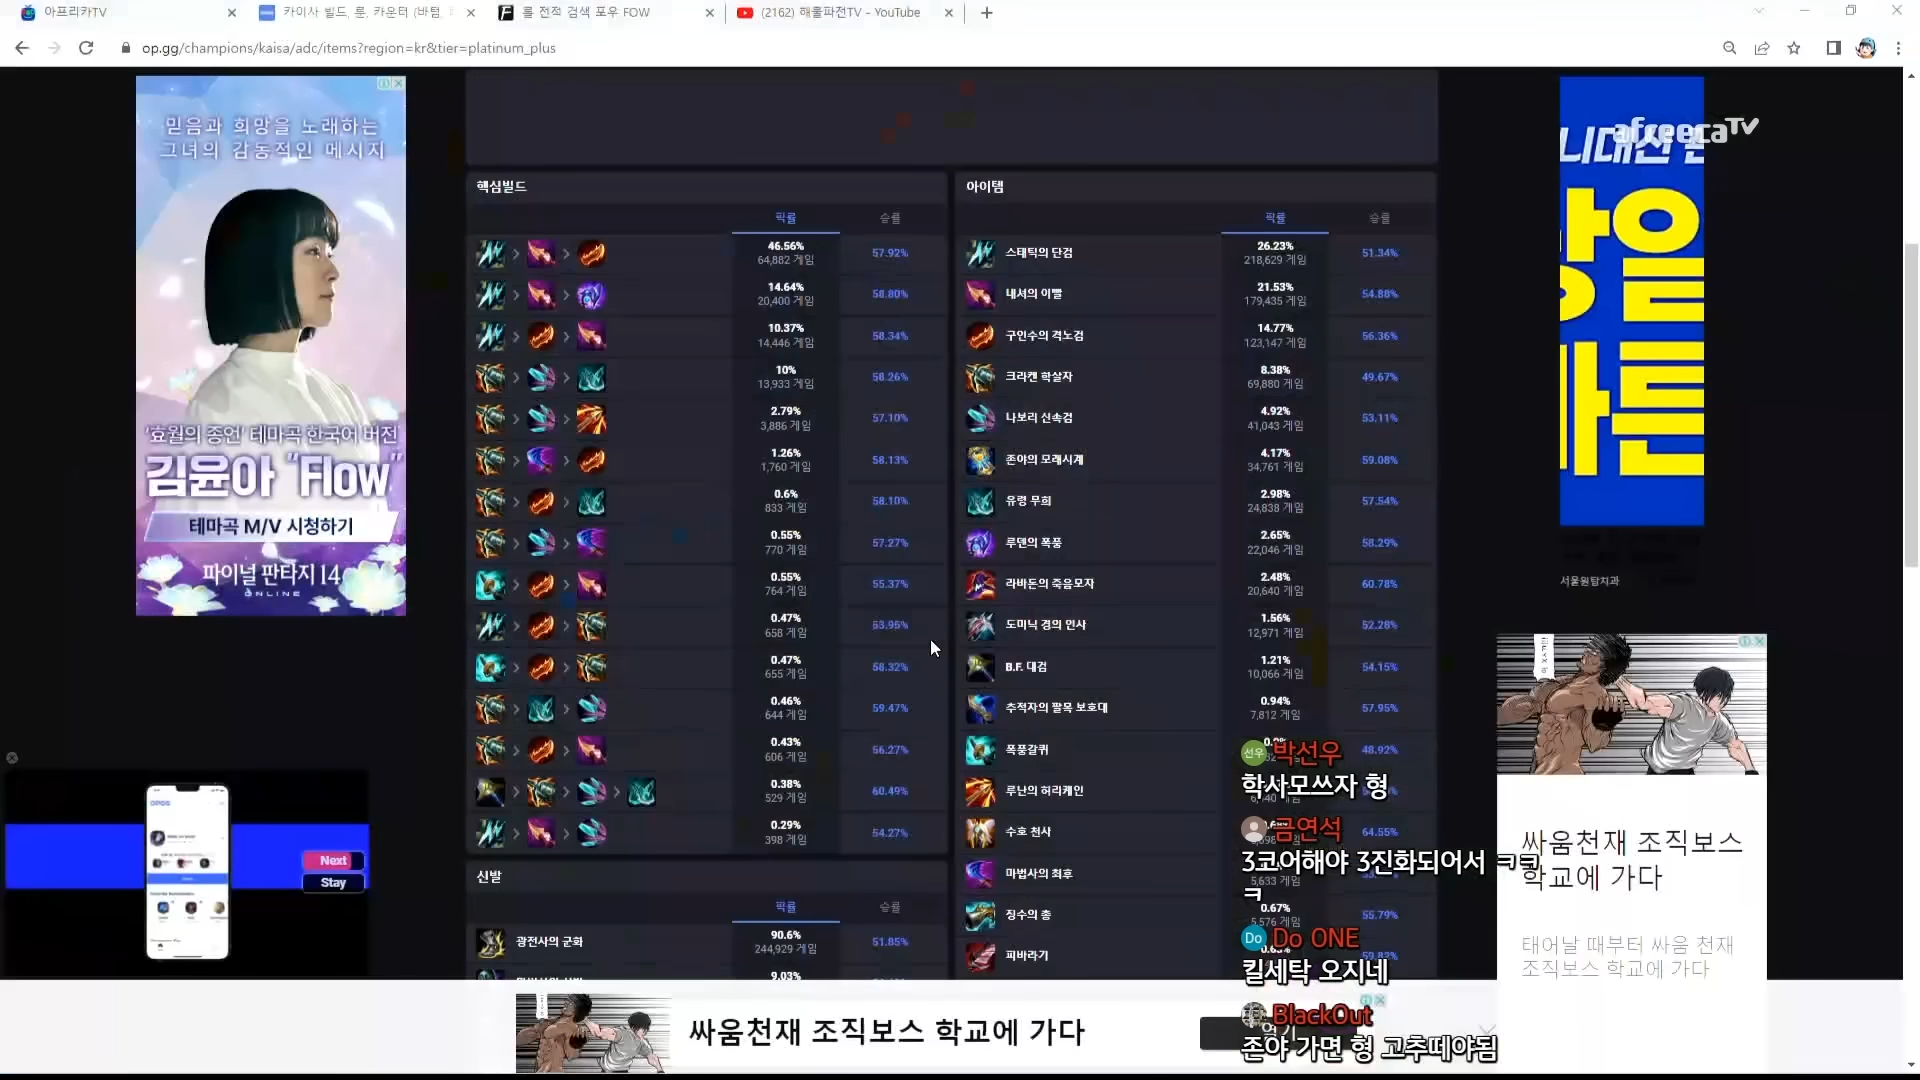 아프리카TV
카이사 빌드, 룬, 카운터 (바텀,
롤 전적 검색 포우 FOW
(2162) 해물파전TV - YouTube
op.gg/champions/kaisa/adc/items?region=kr&tier=platinum_plus
믿음과 희망을 노래하는
그녀의 감동적인 메시지
'효월의 종언' 테마곡 한국어 버전
김윤아 "Flow"
테마곡 M/V 시청하기
파이널 판타지 14
ONLINE
Next
Stay
핵심빌드
픽률 승률
46.56% 57.92%
64,882 게임
14.64% 58.80%
20,400 게임
10.37% 58.34%
14,446 게임
10% 58.26%
13,933 게임
2.79% 57.10%
3,886 게임
1.26% 58.13%
1,760 게임
0.6% 58.10%
833 게임
0.55% 57.27%
770 게임
0.55% 55.37%
764 게임
0.47% 53.95%
658 게임
0.47% 58.32%
655 게임
0.46% 59.47%
644 게임
0.43% 56.27%
606 게임
0.38% 60.49%
529 게임
0.29% 54.27%
398 게임
신발
픽률 승률
광전사의 군화 90.6% 51.85%
244,929 게임
9.03%
아이템
픽률 승률
스태틱의 단검 26.23% 51.34%
218,629 게임
내셔의 이빨 21.53% 54.88%
179,435 게임
구인수의 격노검 14.77% 56.36%
123,147 게임
크라켄 학살자 8.38% 49.67%
69,880 게임
나보리 신속검 4.92% 53.11%
41,043 게임
존야의 모래시계 4.17% 59.08%
34,761 게임
유령 무희 2.98% 57.54%
24,838 게임
루덴의 폭풍 2.65% 58.29%
22,046 게임
라바돈의 죽음모자 2.48% 60.78%
20,640 게임
도미닉 경의 인사 1.56% 52.28%
12,971 게임
B.F. 대검 1.21% 54.15%
10,066 게임
추적자의 팔목 보호대 0.94% 57.95%
7,812 게임
폭풍갈퀴 48.92%
루난의 허리케인
수호 천사 64.55%
마법사의 최후
5,633 게임
징수의 총 0.67% 55.79%
5,576 게임
피바라기
afreecaTV
서울원탑치과
선우 박선우
학사모쓰자 형
금연석
3코어해야 3진화되어서 ㅋㅋ
ㅋ
Do Do ONE
킬세탁 오지네
BlackOut
존야 가면 형 고추떼야됨
싸움천재 조직보스
학교에 가다
태어날 때부터 싸움 천재
조직보스 학교에 가다
싸움천재 조직보스 학교에 가다